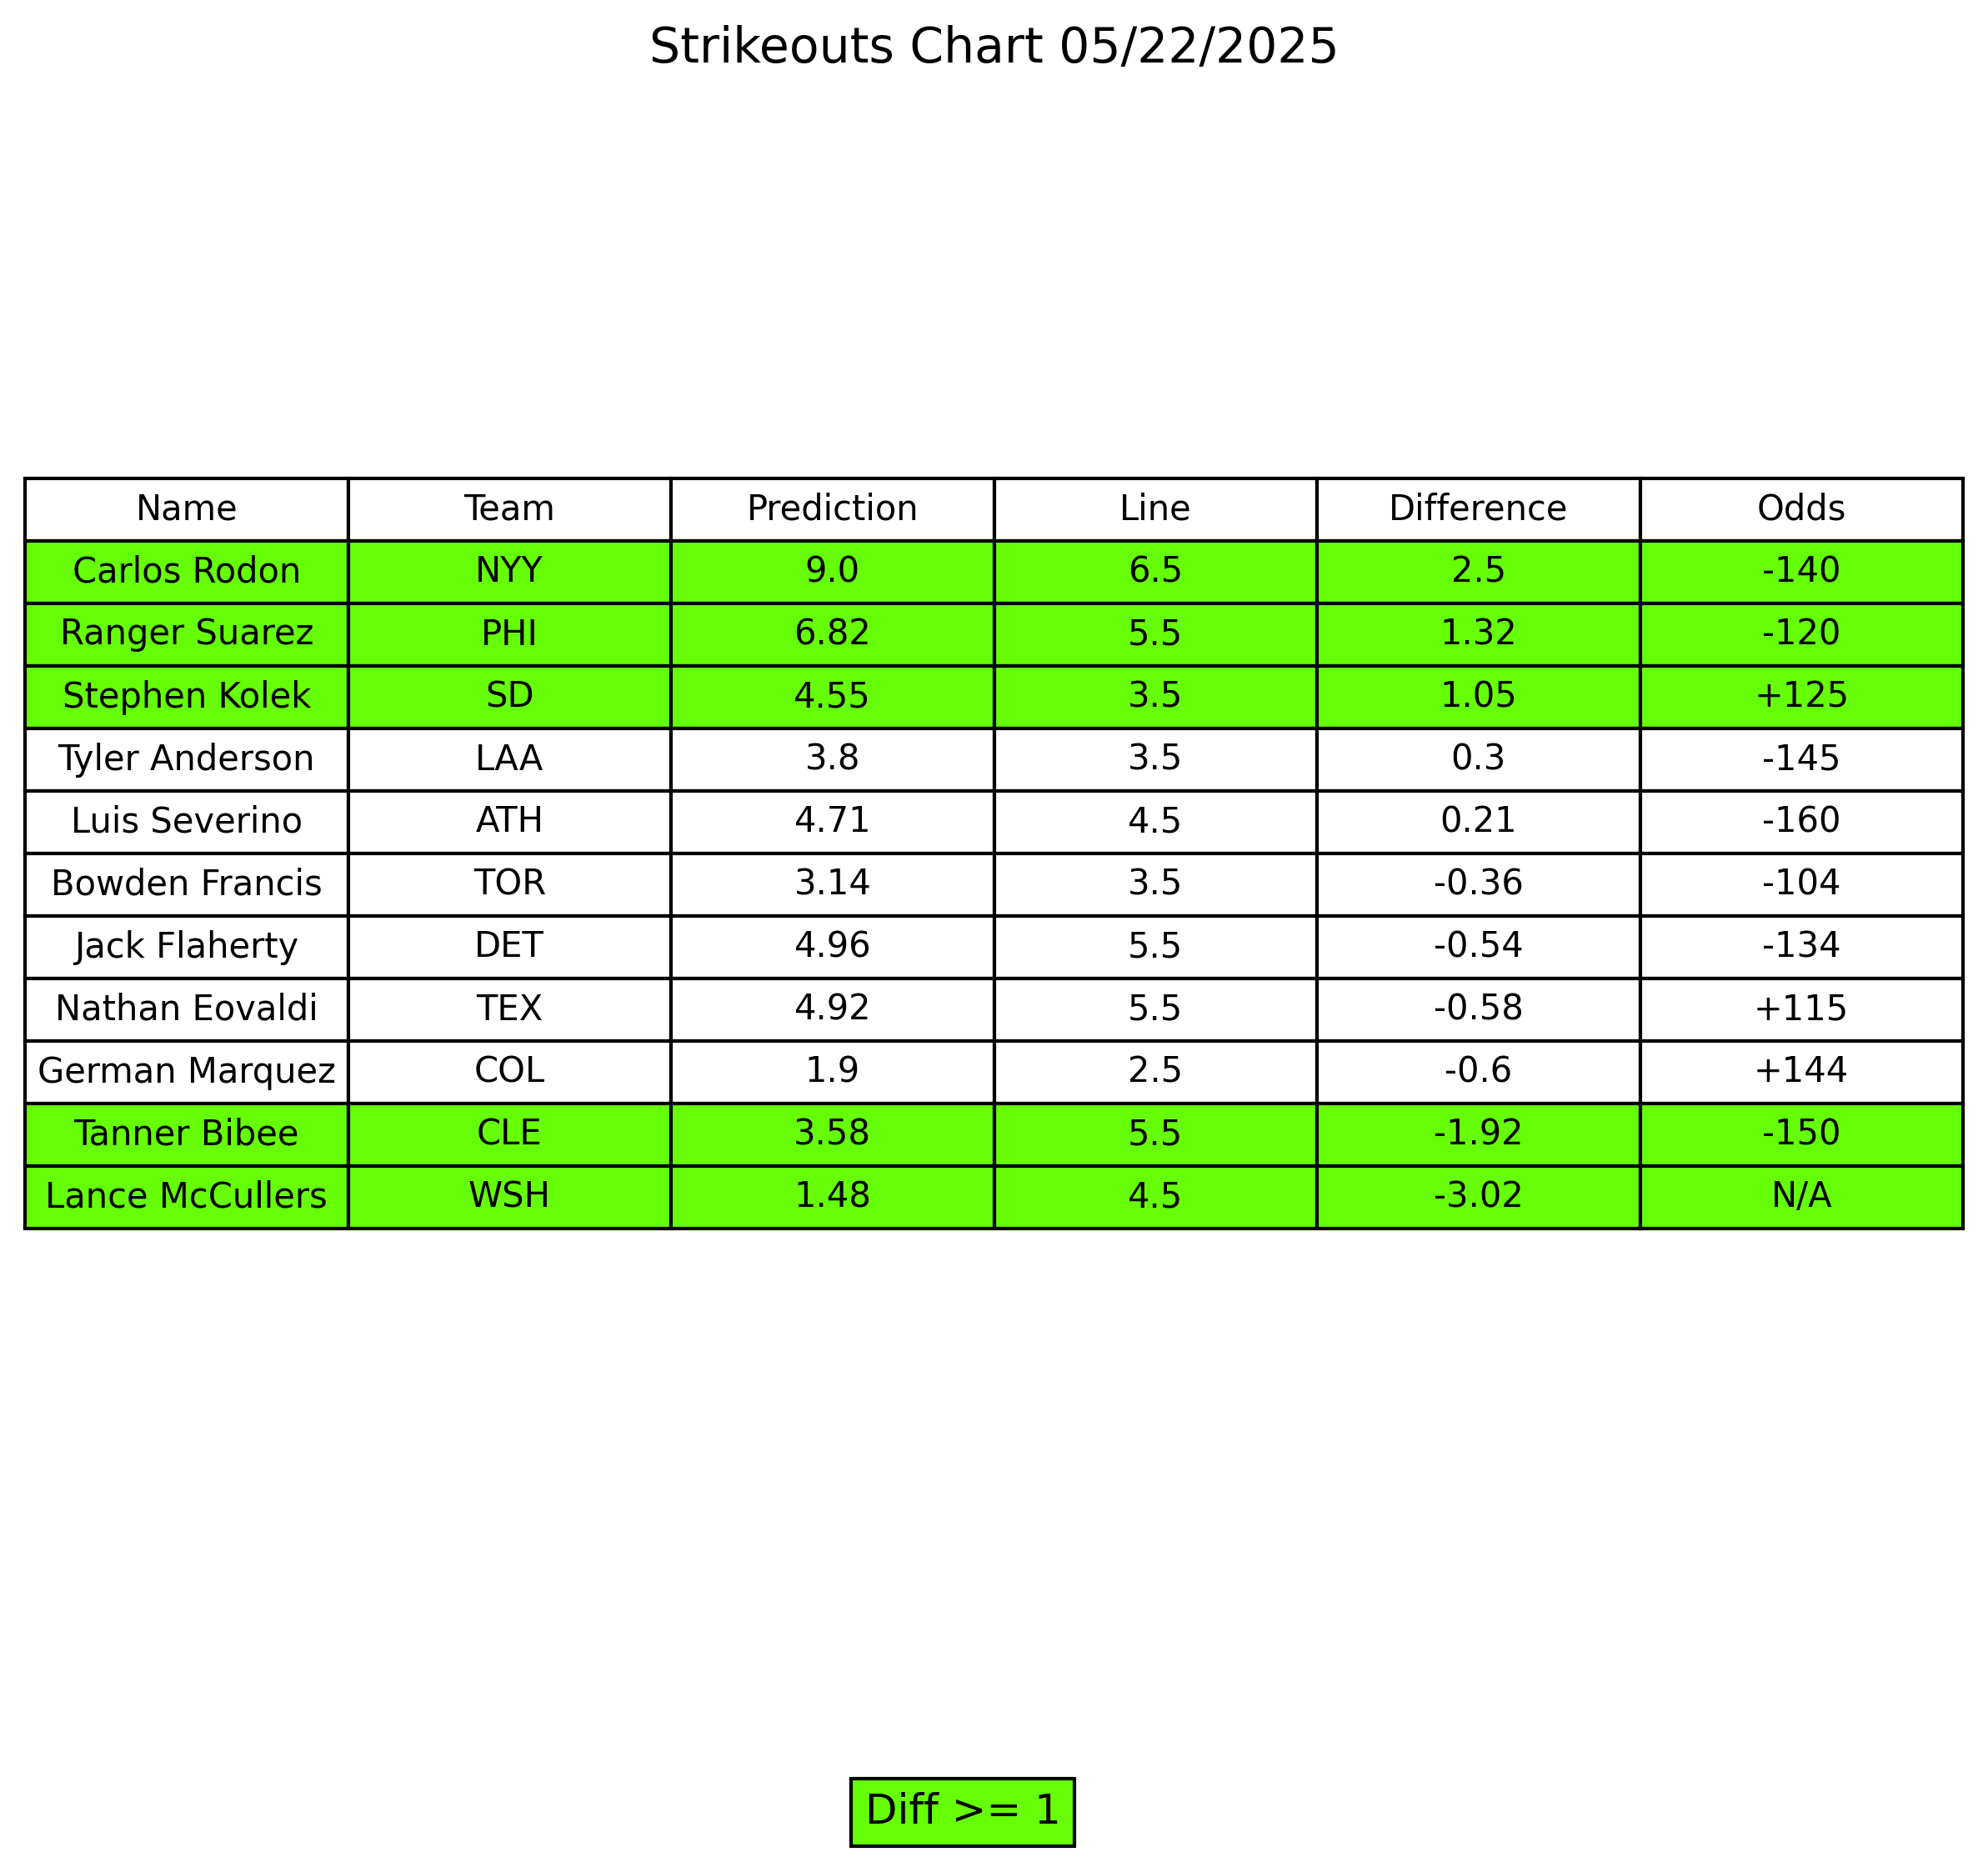 Strikeouts Chart 05/22/2025
Name Team Prediction Line Difference Odds
Carlos Rodon NYY 9.0 6.5 2.5 -140
Ranger Suarez PHI 6.82 5.5 1.32 -120
Stephen Kolek SD 4.55 3.5 1.05 +125
Tyler Anderson LAA 3.8 3.5 0.3 -145
Luis Severino ATH 4.71 4.5 0.21 -160
Bowden Francis TOR 3.14 3.5 -0.36 -104
Jack Flaherty DET 4.96 5.5 -0.54 -134
Nathan Eovaldi TEX 4.92 5.5 -0.58 +115
German Marquez COL 1.9 2.5 -0.6 +144
Tanner Bibee CLE 3.58 5.5 -1.92 -150
Lance McCullers WSH 1.48 4.5 -3.02 N/A
Diff >= 1